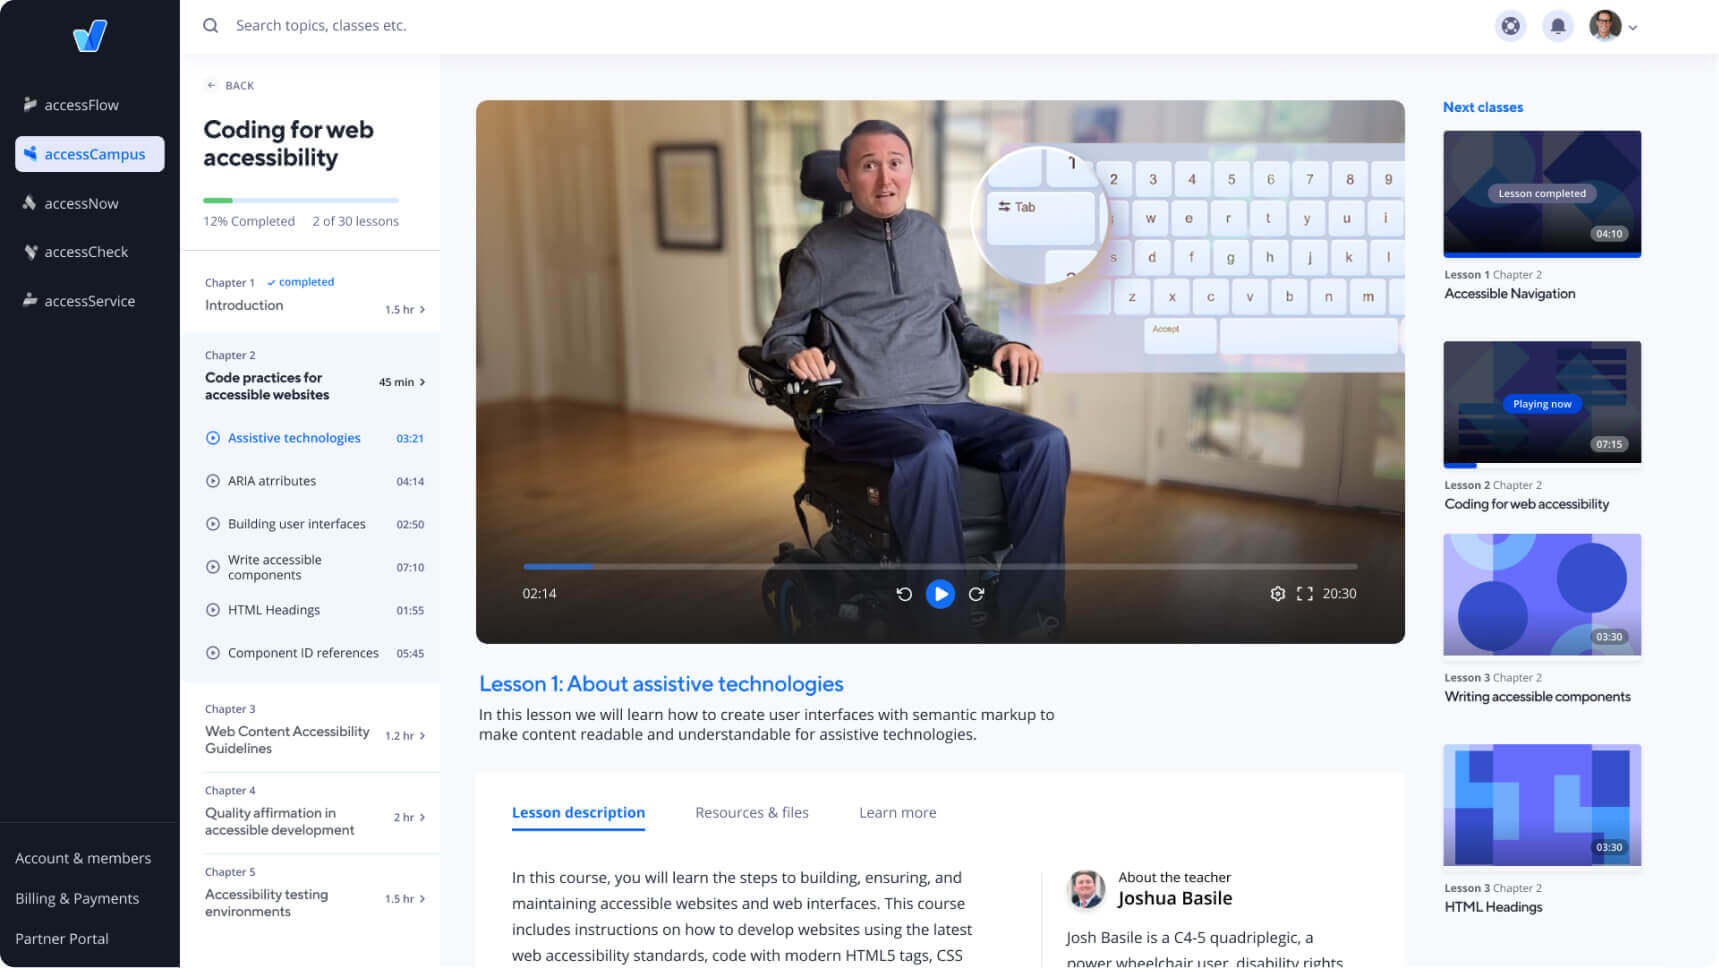 Search topics, classes etc.
accessFlow
accessCampus
accessNow
accessCheck
accessService
Account & members
Billing & Payments
Partner Portal
BACK
Coding for web
accessibility
12% Completed 2 of 30 lessons
Chapter 1 completed
Introduction
1.5 hr
Chapter 2
Code practices for
accessible websites
45 min
Assistive technologies 03:21
ARIA atrributes 04:14
Building user interfaces 02:50
Write accessible
components
07:10
HTML Headings 01:55
Component ID references 05:45
Chapter 3
Web Content Accessibility
Guidelines
1.2 hr
Chapter 4
Quality affirmation in
accessible development
2 hr
Chapter 5
Accessibility testing
environments
1.5 hr
1 2 3 4 5 6 7 8 9
Tab
w e r t y u i
s d f g h j k l
z x c v b n m
Accept
02:14
20:30
Lesson 1: About assistive technologies
In this lesson we will learn how to create user interfaces with semantic markup to
make content readable and understandable for assistive technologies.
Lesson description Resources & files Learn more
In this course, you will learn the steps to building, ensuring, and
maintaining accessible websites and web interfaces. This course
includes instructions on how to develop websites using the latest
web accessibility standards, code with modern HTML5 tags, CSS
About the teacher
Joshua Basile
Josh Basile is a C4-5 quadriplegic, a
power wheelchair user, disability rights
Next classes
Lesson completed
04:10
Lesson 1 Chapter 2
Accessible Navigation
Playing now
07:15
Lesson 2 Chapter 2
Coding for web accessibility
03:30
Lesson 3 Chapter 2
Writing accessible components
03:30
Lesson 3 Chapter 2
HTML Headings